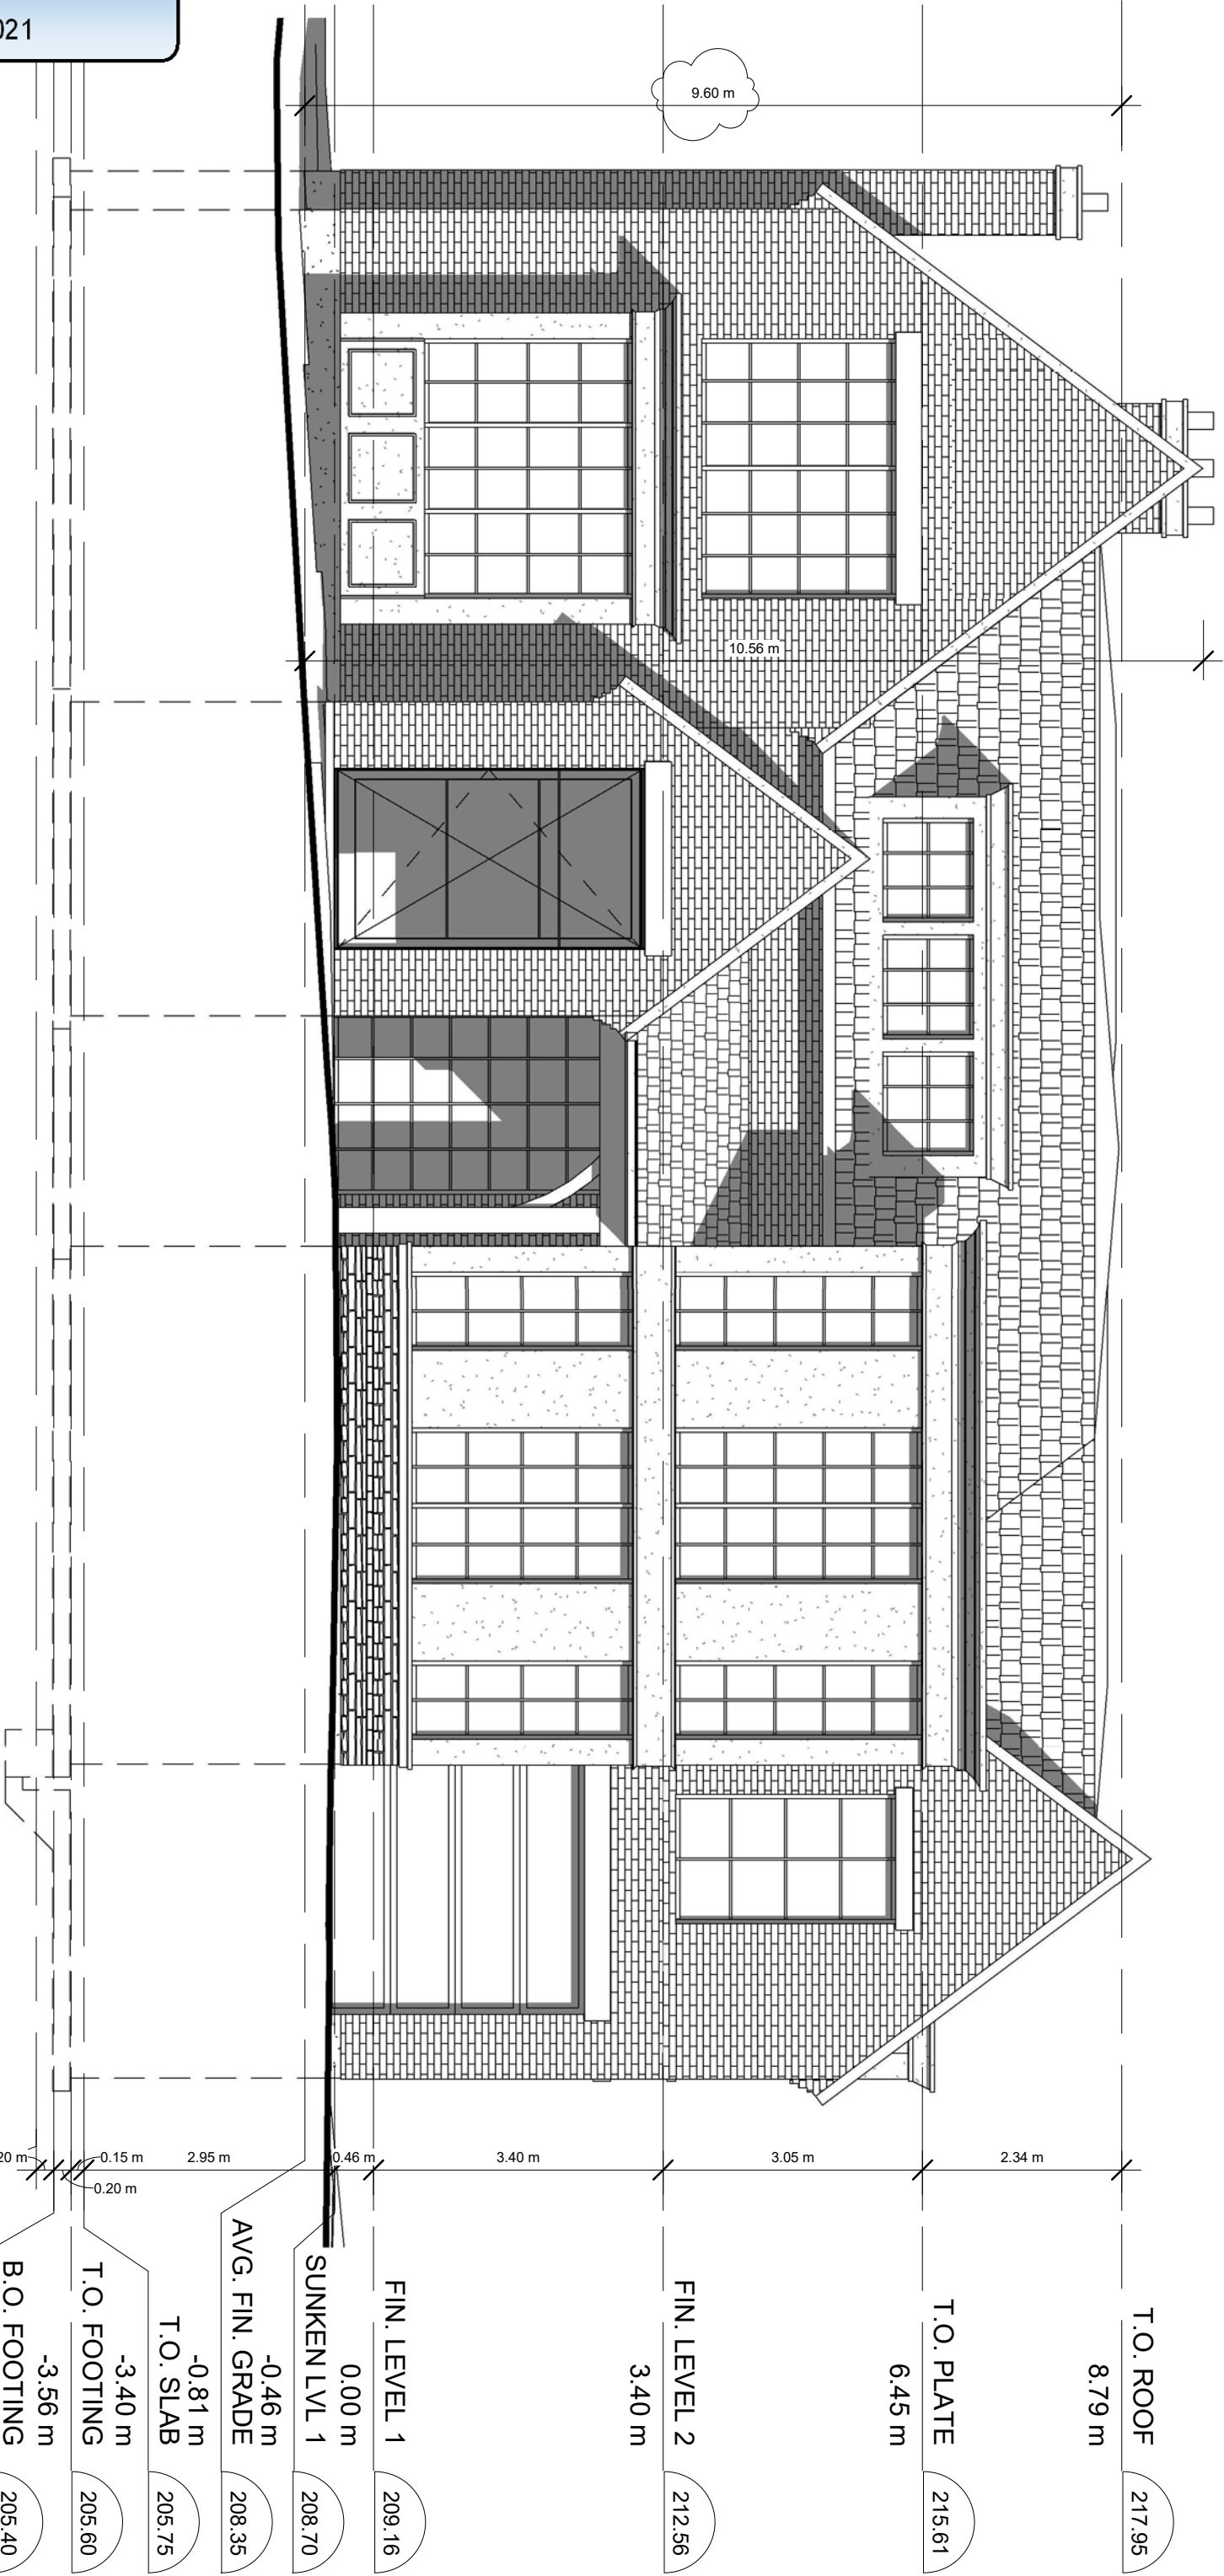 021
9.60 m
10.56 m
20 m
0.15 m
0.20 m
2.95 m
0.46 m
3.40 m
3.05 m
2.34 m
T.O. ROOF
8.79 m
217.95
T.O. PLATE
6.45 m
215.61
FIN. LEVEL 2
3.40 m
212.56
FIN. LEVEL 1
0.00 m
209.16
SUNKEN LVL 1
-0.46 m
208.70
AVG. FIN. GRADE
-0.81 m
208.35
T.O. SLAB
-3.40 m
205.75
T.O. FOOTING
-3.56 m
205.60
B.O. FOOTING
205.40